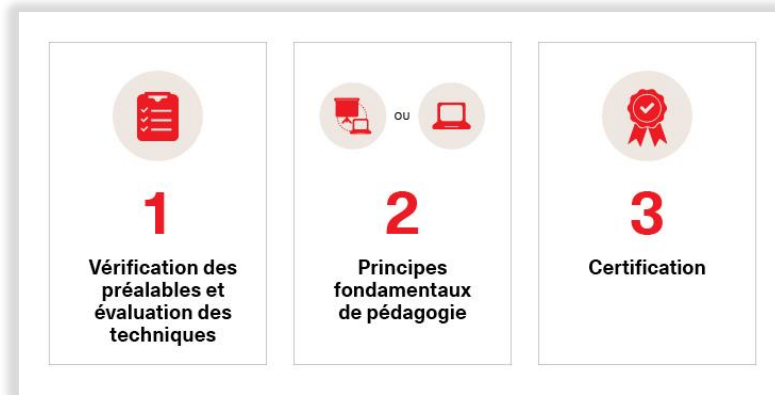 1
Vérification des
préalables et
évaluation des
techniques
ou
2
Principes
fondamentaux
de pédagogie
3
Certification